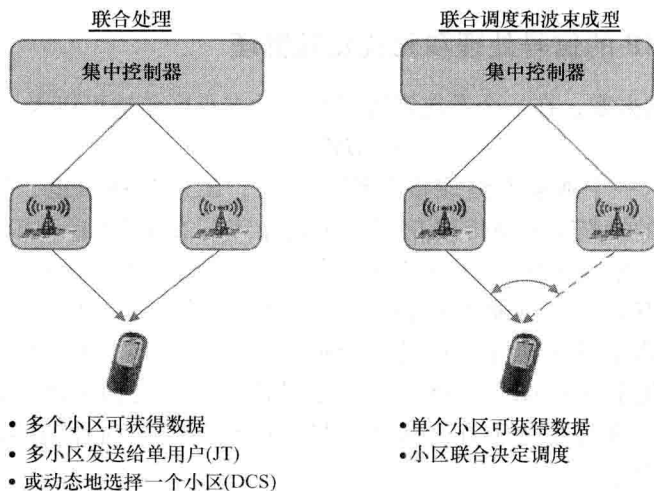 联合处理
集中控制器
• 多个小区可获得数据
• 多小区发送给单用户(JT)
• 或动态地选择一个小区(DCS)
联合调度和波束成型
集中控制器
• 单个小区可获得数据
• 小区联合决定调度